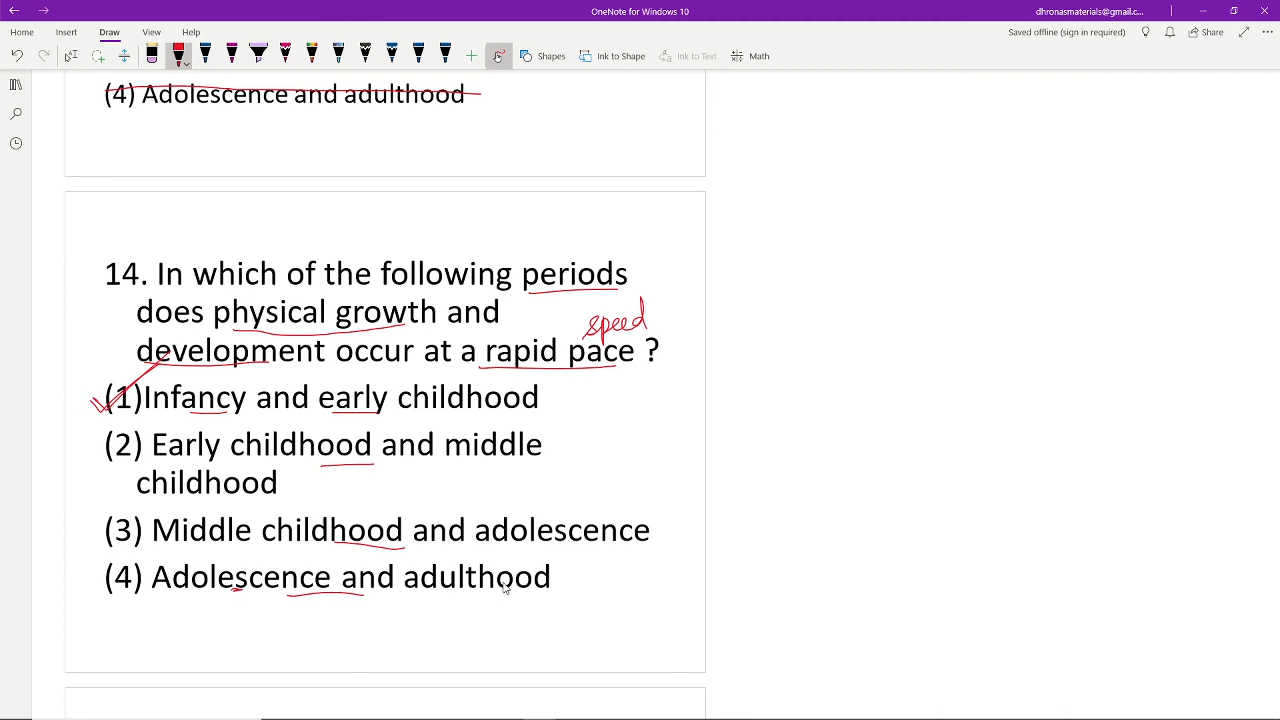 OneNote for Windows 10
dhronasmaterials@gmail.c...
Home Insert Draw View Help
Saved offline (sign in required) Share
Shapes Ink to Shape Ink to Text Math
(4) Adolescence and adulthood
14. In which of the following periods
does physical growth and
speed
development occur at a rapid pace ?
(1)Infancy and early childhood
(2) Early childhood and middle
childhood
(3) Middle childhood and adolescence
(4) Adolescence and adulthood